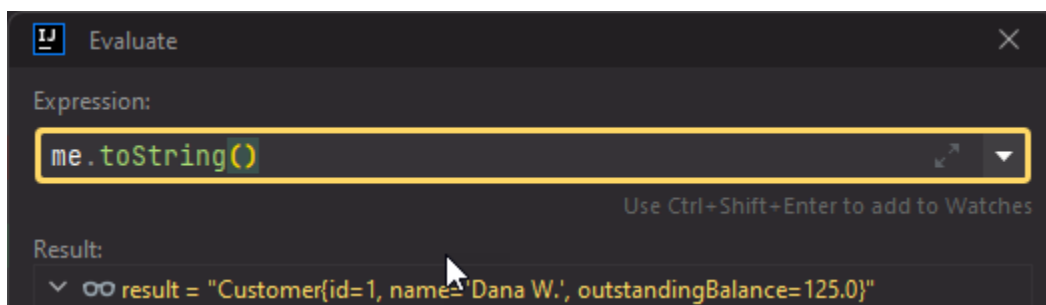 IJ Evaluate
Expression:
me.toString()
Use Ctrl+Shift+Enter to add to Watches
Result:
result = "Customer{id=1, name='Dana W.', outstandingBalance=125.0}"